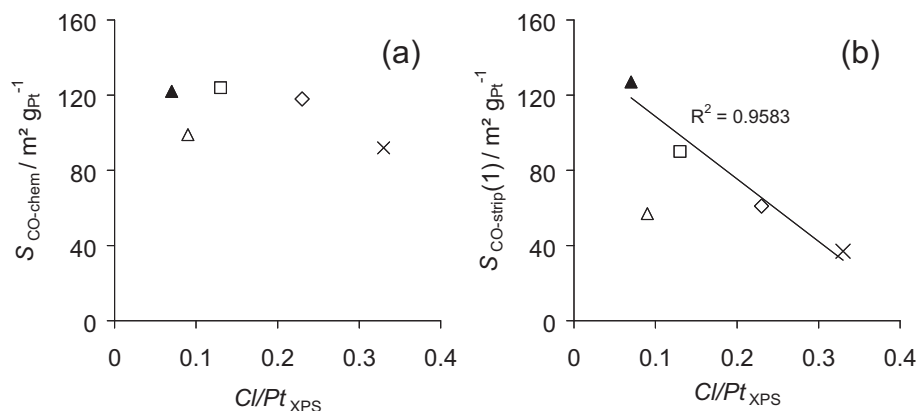 (a)
S CO-chem / m² gPt⁻¹
160
120
80
40
0
0 0.1 0.2 0.3 0.4
Cl/Pt XPS
(b)
S CO-strip(1) / m² gPt⁻¹
160
120
80
40
0
R² = 0.9583
0 0.1 0.2 0.3 0.4
Cl/Pt XPS